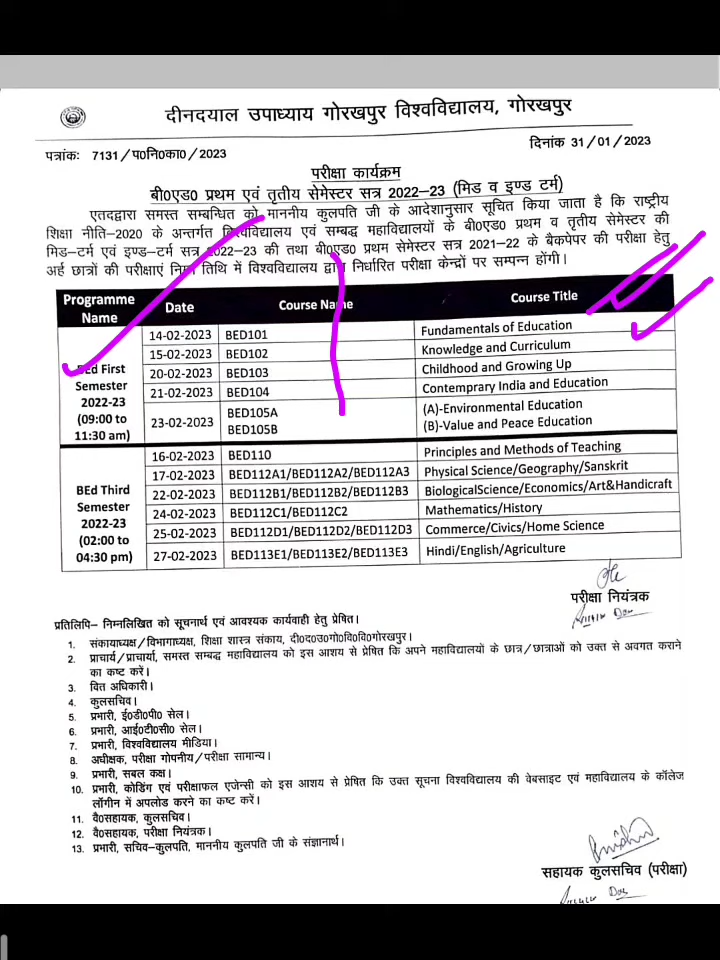 दीनदयाल उपाध्याय गोरखपुर विश्वविद्यालय, गोरखपुर
पत्रांकः 7131/प0नि0का0/2023
दिनांक 31/01/2023
परीक्षा कार्यक्रम
बी0एड0 प्रथम एवं तृतीय सेमेस्टर सत्र 2022–23 (मिड व इण्ड टर्म)
एतदद्वारा समस्त सम्बन्धित को माननीय कुलपति जी के आदेशानुसार सूचित किया जाता है कि राष्ट्रीय
शिक्षा नीति–2020 के अन्तर्गत विश्वविद्यालय एवं सम्बद्ध महाविद्यालयों के बी0एड0 प्रथम व तृतीय सेमेस्टर की
मिड–टर्म एवं इण्ड–टर्म सत्र 2022–23 की तथा बी0एड0 प्रथम सेमेस्टर सत्र 2021–22 के बैकपेपर की परीक्षा हेतु
अर्ह छात्रों की परीक्षाएं निम्न तिथि में विश्वविद्यालय द्वारा निर्धारित परीक्षा केन्द्रों पर सम्पन्न होंगी।
Programme Name Date Course Name Course Title
BEd First Semester 2022-23 (09:00 to 11:30 am)
14-02-2023 BED101 Fundamentals of Education
15-02-2023 BED102 Knowledge and Curriculum
20-02-2023 BED103 Childhood and Growing Up
21-02-2023 BED104 Contemprary India and Education
23-02-2023 BED105A (A)-Environmental Education
BED105B (B)-Value and Peace Education
BEd Third Semester 2022-23 (02:00 to 04:30 pm)
16-02-2023 BED110 Principles and Methods of Teaching
17-02-2023 BED112A1/BED112A2/BED112A3 Physical Science/Geography/Sanskrit
22-02-2023 BED112B1/BED112B2/BED112B3 BiologicalScience/Economics/Art&Handicraft
24-02-2023 BED112C1/BED112C2 Mathematics/History
25-02-2023 BED112D1/BED112D2/BED112D3 Commerce/Civics/Home Science
27-02-2023 BED113E1/BED113E2/BED113E3 Hindi/English/Agriculture
परीक्षा नियंत्रक
प्रतिलिपि– निम्नलिखित को सूचनार्थ एवं आवश्यक कार्यवाही हेतु प्रेषित।
1. संकायाध्यक्ष/विभागाध्यक्ष, शिक्षा शास्त्र संकाय, दी0द0उ0गो0वि0वि0गोरखपुर।
2. प्राचार्य/प्राचार्या, समस्त सम्बद्ध महाविद्यालय को इस आशय से प्रेषित कि अपने महाविद्यालयों के छात्र/छात्राओं को उक्त से अवगत कराने
का कष्ट करें।
3. वित अधिकारी।
4. कुलसचिव।
5. प्रभारी, ई0डी0पी0 सेल।
6. प्रभारी, आई0टी0सी0 सेल।
7. प्रभारी, विश्वविद्यालय मीडिया।
8. अधीक्षक, परीक्षा गोपनीय/परीक्षा सामान्य।
9. प्रभारी, सबल कक्ष।
10. प्रभारी, कोडिंग एवं परीक्षाफल एजेन्सी को इस आशय से प्रेषित कि उक्त सूचना विश्वविद्यालय की वेबसाइट एवं महाविद्यालय के कॉलेज
लॉगीन में अपलोड करने का कष्ट करें।
11. वै0सहायक, कुलसचिव।
12. वै0सहायक, परीक्षा नियंत्रक।
13. प्रभारी, सचिव–कुलपति, माननीय कुलपति जी के संज्ञानार्थ।
सहायक कुलसचिव (परीक्षा)